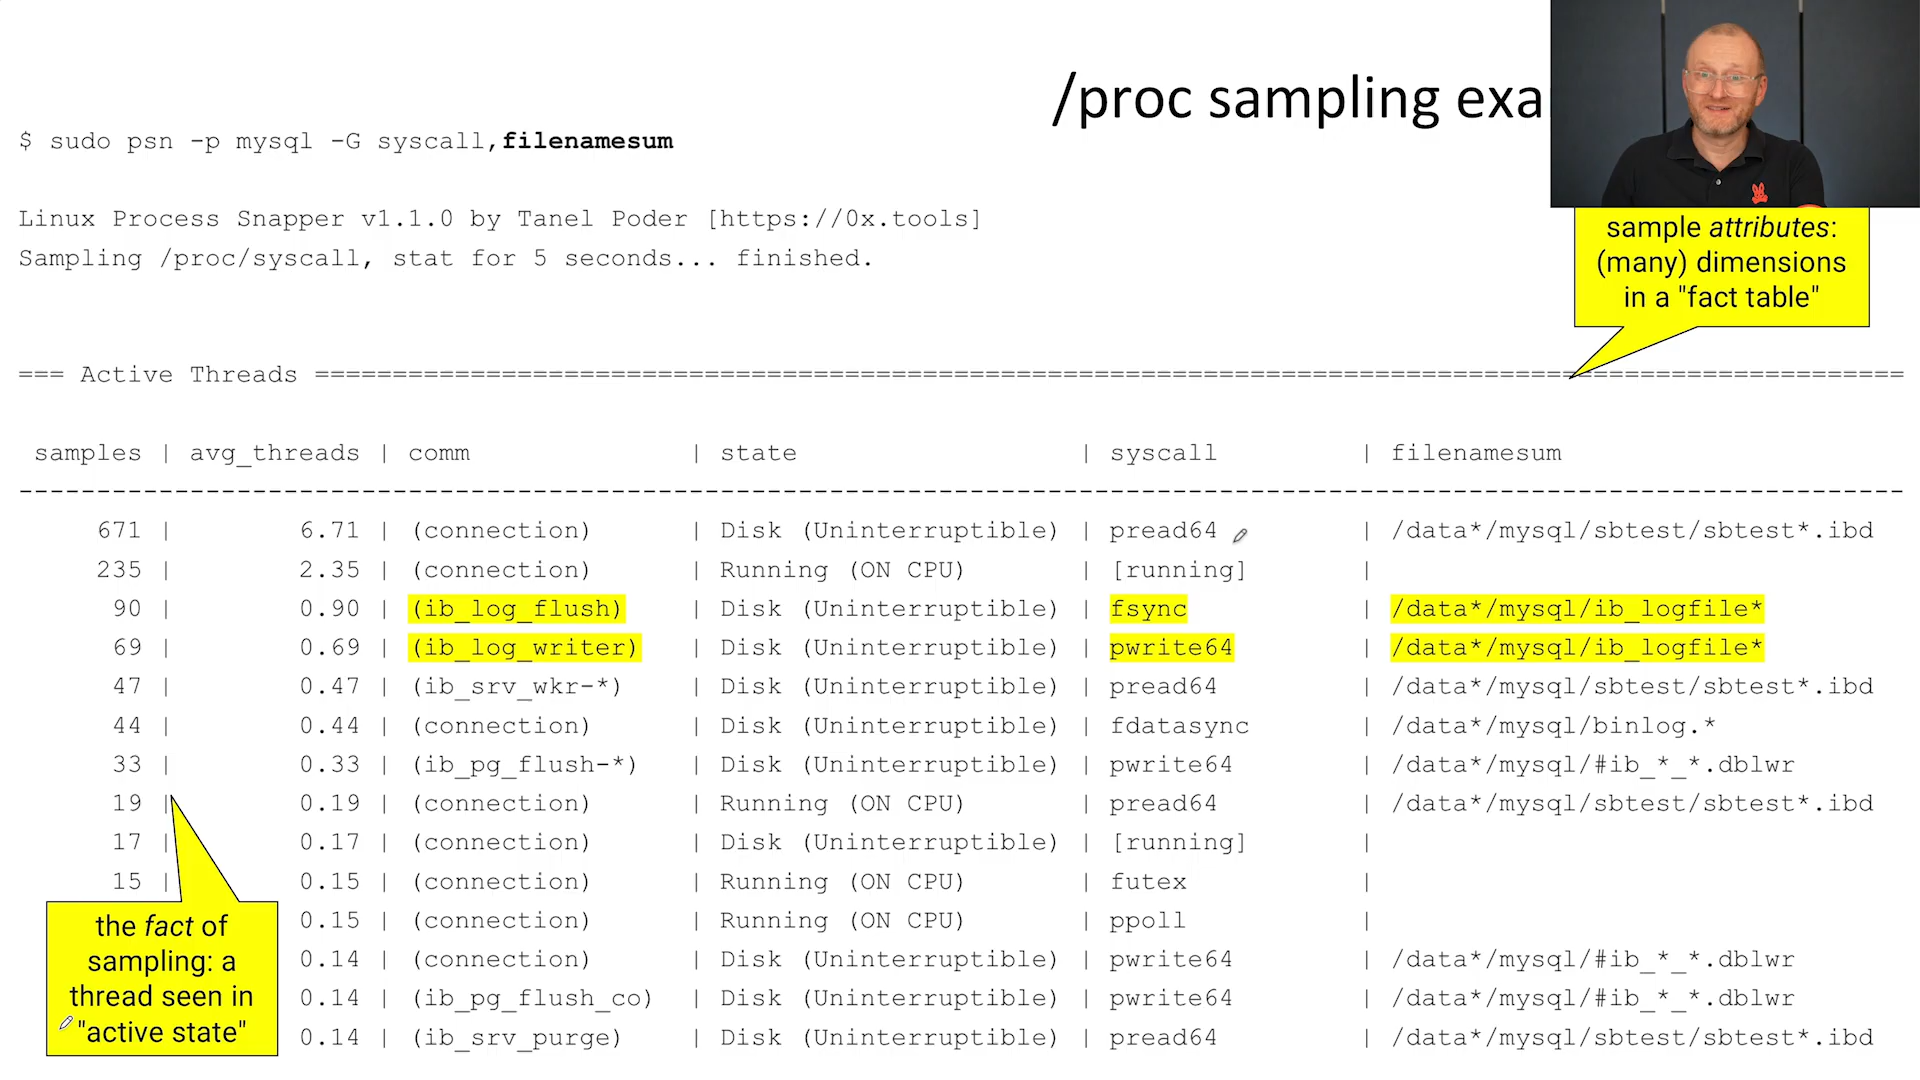 /proc sampling exa
$ sudo psn -p mysql -G syscall,filenamesum
Linux Process Snapper v1.1.0 by Tanel Poder [https://0x.tools]
Sampling /proc/syscall, stat for 5 seconds... finished.
sample attributes:
(many) dimensions
in a "fact table"
=== Active Threads ======================================================================================================
samples | avg_threads | comm | state | syscall | filenamesum
-------------------------------------------------------------------------------------------------------------------------
671 | 6.71 | (connection) | Disk (Uninterruptible) | pread64 | /data*/mysql/sbtest/sbtest*.ibd
235 | 2.35 | (connection) | Running (ON CPU) | [running] |
90 | 0.90 | (ib_log_flush) | Disk (Uninterruptible) | fsync | /data*/mysql/ib_logfile*
69 | 0.69 | (ib_log_writer) | Disk (Uninterruptible) | pwrite64 | /data*/mysql/ib_logfile*
47 | 0.47 | (ib_srv_wkr-*) | Disk (Uninterruptible) | pread64 | /data*/mysql/sbtest/sbtest*.ibd
44 | 0.44 | (connection) | Disk (Uninterruptible) | fdatasync | /data*/mysql/binlog.*
33 | 0.33 | (ib_pg_flush-*) | Disk (Uninterruptible) | pwrite64 | /data*/mysql/#ib_*_*.dblwr
19 | 0.19 | (connection) | Running (ON CPU) | pread64 | /data*/mysql/sbtest/sbtest*.ibd
17 | 0.17 | (connection) | Disk (Uninterruptible) | [running] |
15 | 0.15 | (connection) | Running (ON CPU) | futex |
0.15 | (connection) | Running (ON CPU) | ppoll |
0.14 | (connection) | Disk (Uninterruptible) | pwrite64 | /data*/mysql/#ib_*_*.dblwr
0.14 | (ib_pg_flush_co) | Disk (Uninterruptible) | pwrite64 | /data*/mysql/#ib_*_*.dblwr
0.14 | (ib_srv_purge) | Disk (Uninterruptible) | pread64 | /data*/mysql/sbtest/sbtest*.ibd
the fact of
sampling: a
thread seen in
"active state"